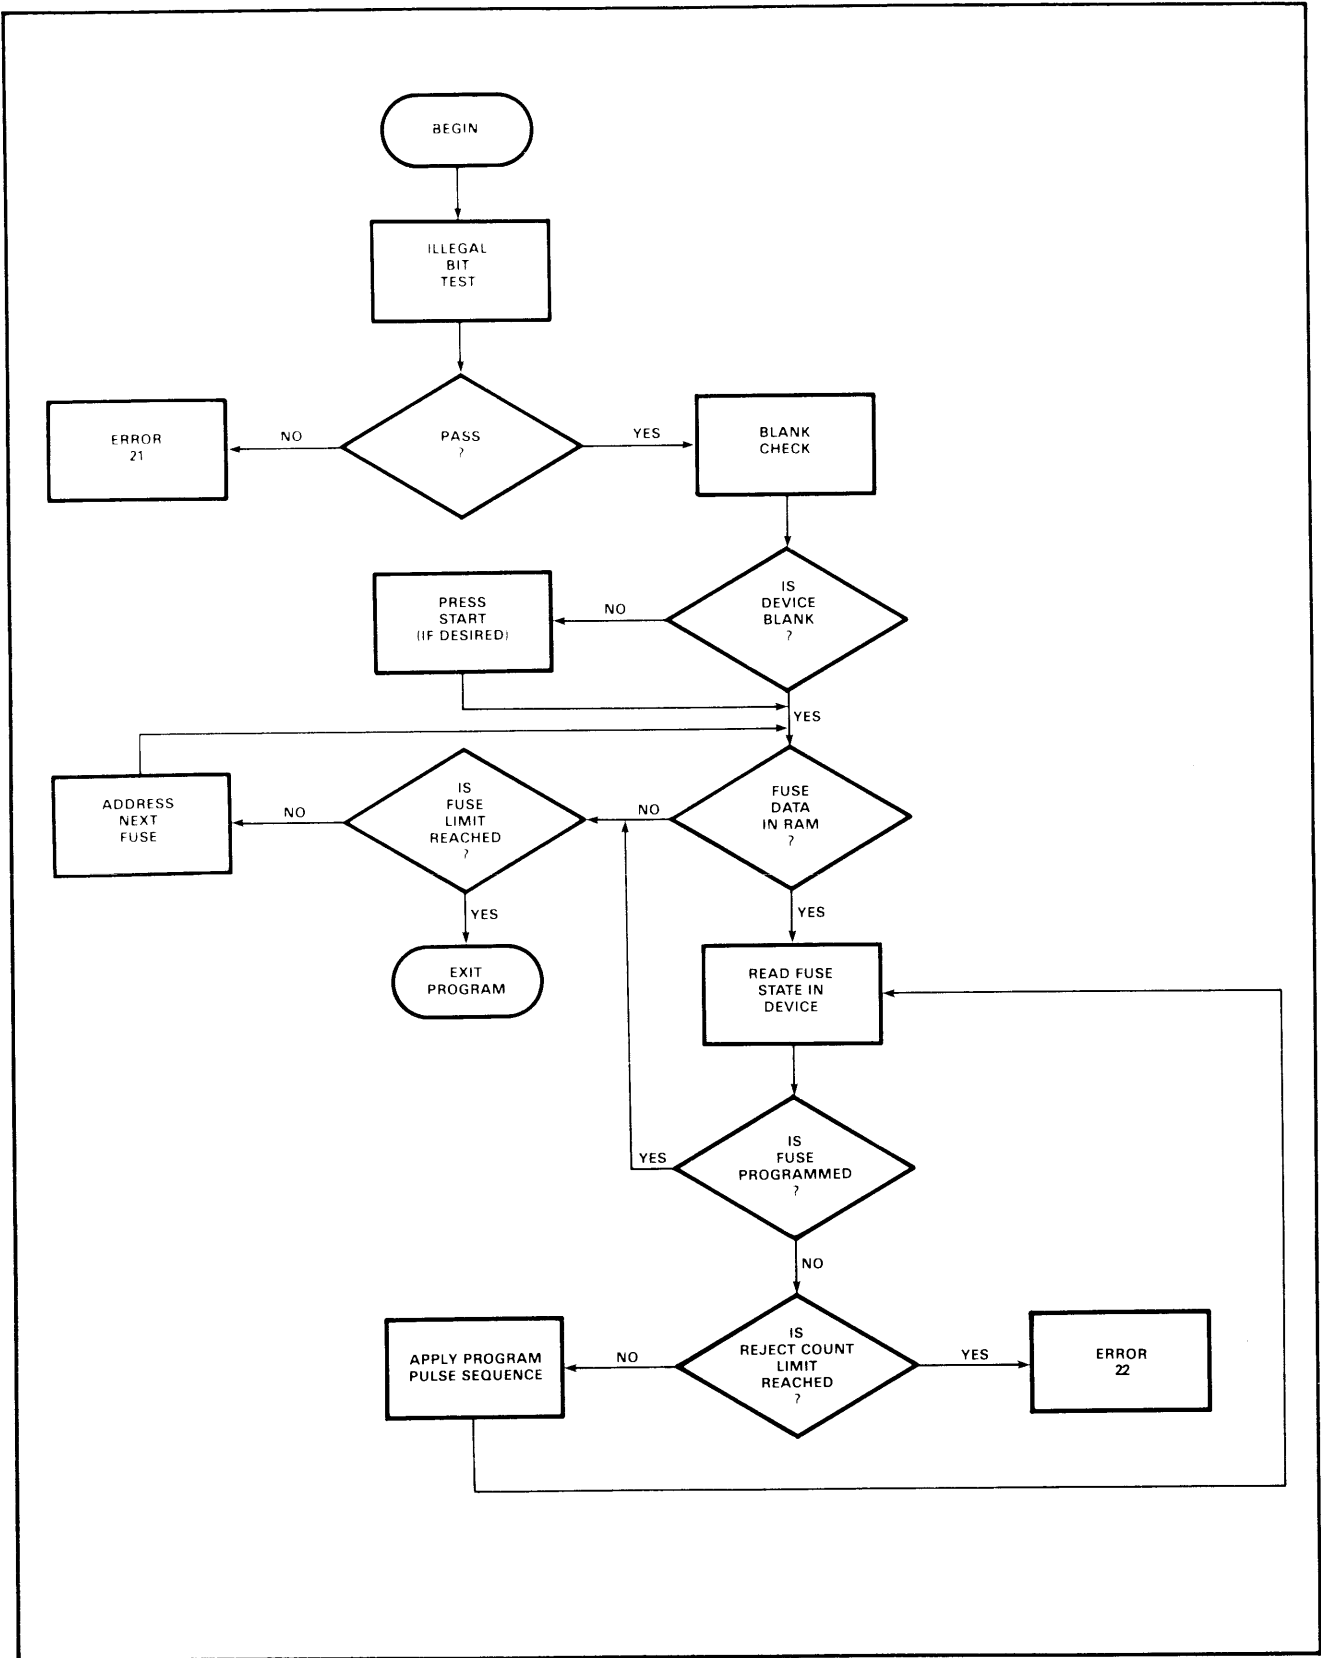 BEGIN
ILLEGAL
BIT
TEST
PASS
?
NO
ERROR
21
YES
BLANK
CHECK
IS
DEVICE
BLANK
?
NO
PRESS
START
(IF DESIRED)
YES
FUSE
DATA
IN RAM
?
NO
IS
FUSE
LIMIT
REACHED
?
NO
ADDRESS
NEXT
FUSE
YES
EXIT
PROGRAM
YES
READ FUSE
STATE IN
DEVICE
IS
FUSE
PROGRAMMED
?
YES
NO
IS
REJECT COUNT
LIMIT
REACHED
?
NO
APPLY PROGRAM
PULSE SEQUENCE
YES
ERROR
22